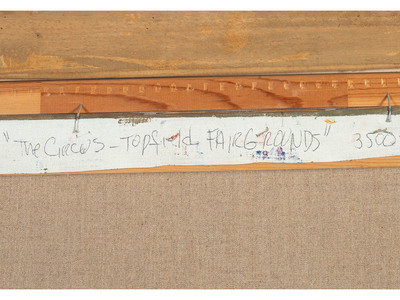 "The Circus - TOPSFIELD FAIRGROUNDS" 3500